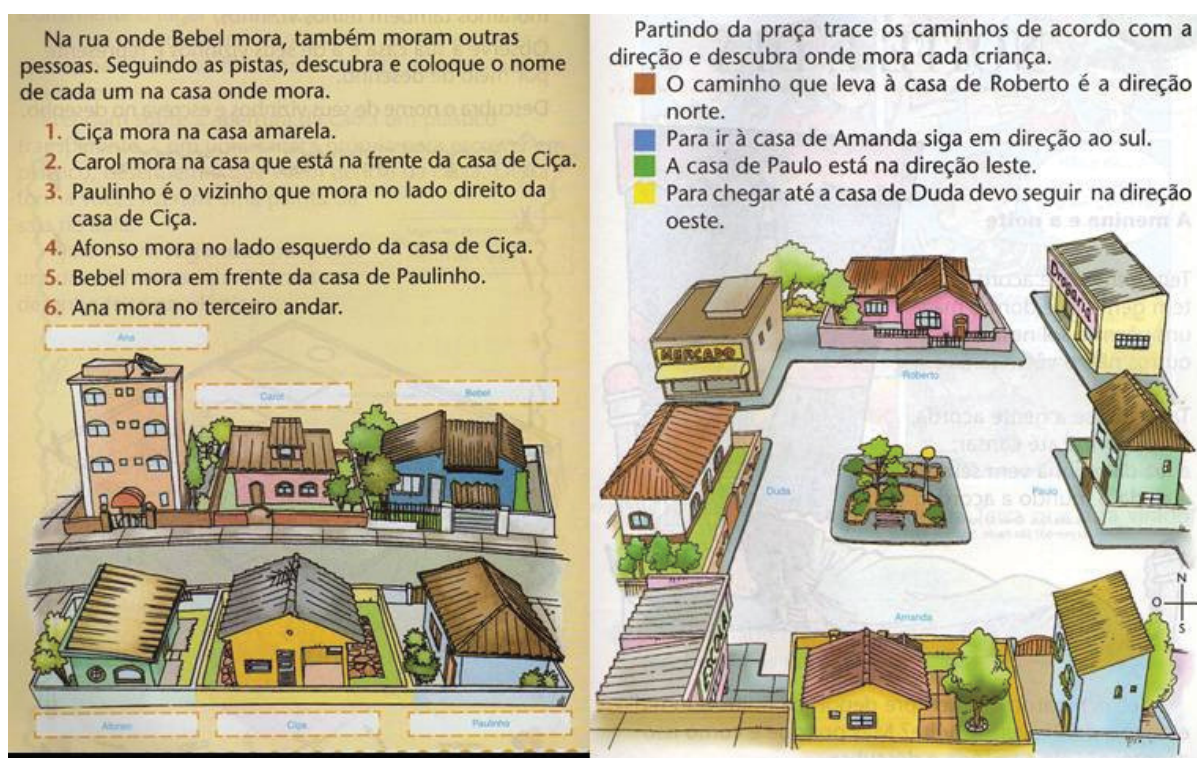 Na rua onde Bebel mora, também moram outras
pessoas. Seguindo as pistas, descubra e coloque o nome
de cada um na casa onde mora.
1. Ciça mora na casa amarela.
2. Carol mora na casa que está na frente da casa de Ciça.
3. Paulinho é o vizinho que mora no lado direito da
casa de Ciça.
4. Afonso mora no lado esquerdo da casa de Ciça.
5. Bebel mora em frente da casa de Paulinho.
6. Ana mora no terceiro andar.
Ana
Carol
Bebel
Afonso
Ciça
Paulinho
Partindo da praça trace os caminhos de acordo com a
direção e descubra onde mora cada criança.
O caminho que leva à casa de Roberto é a direção
norte.
Para ir à casa de Amanda siga em direção ao sul.
A casa de Paulo está na direção leste.
Para chegar até a casa de Duda devo seguir na direção
oeste.
A menina e a noite
Drogaria
MERCADO
Roberto
Duda
Paulo
N
O
S
Amanda
ESCOLA